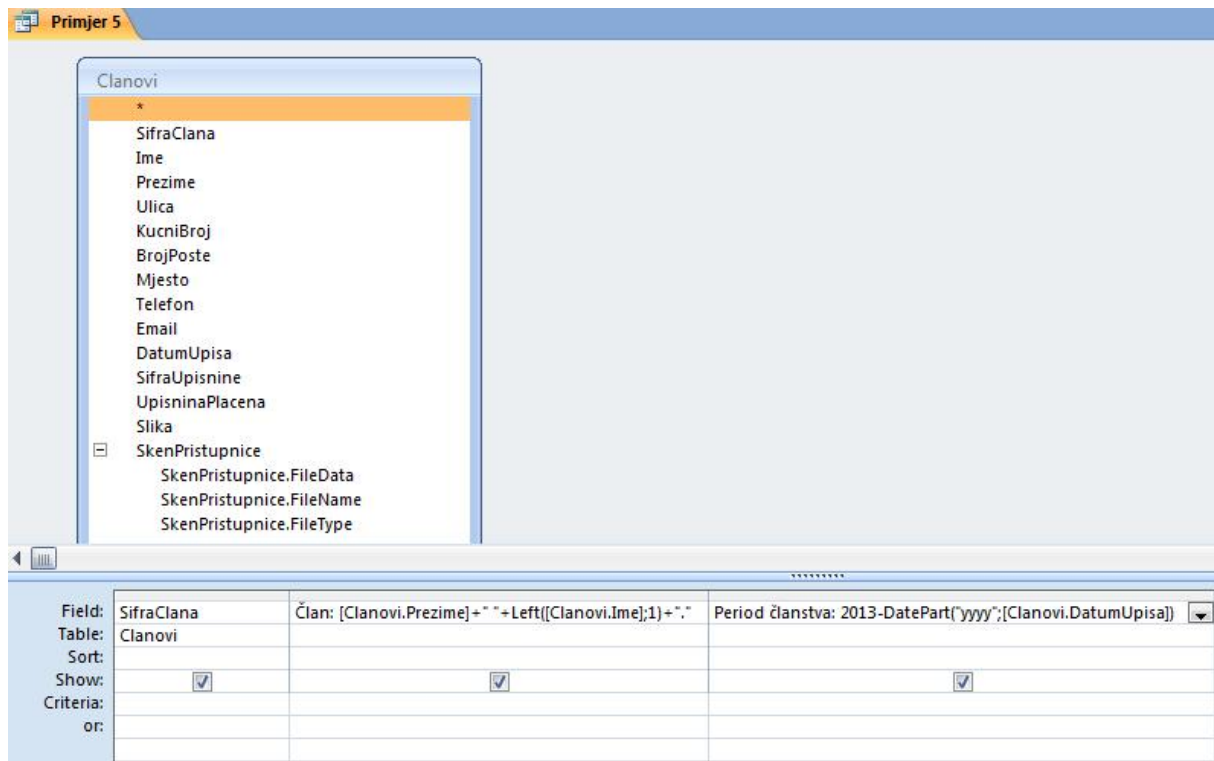 Primjer 5
Clanovi
*
SifraClana
Ime
Prezime
Ulica
KucniBroj
BrojPoste
Mjesto
Telefon
Email
DatumUpisa
SifraUpisnine
UpisninaPlacena
Slika
SkenPristupnice
SkenPristupnice.FileData
SkenPristupnice.FileName
SkenPristupnice.FileType
Field: SifraClana Član: [Clanovi.Prezime]+" "+Left([Clanovi.Ime];1)+"." Period članstva: 2013-DatePart("yyyy";[Clanovi.DatumUpisa])
Table: Clanovi
Sort:
Show:
Criteria:
or: